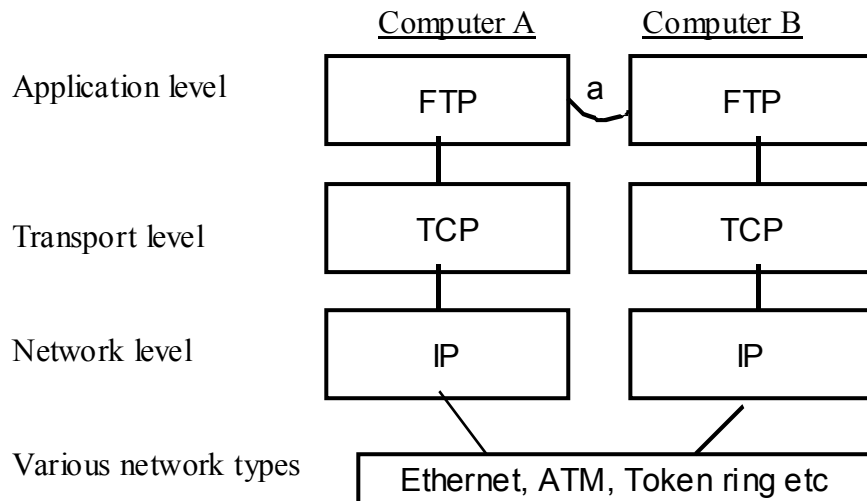 Computer A Computer B
Application level FTP a FTP
Transport level TCP TCP
Network level IP IP
Various network types Ethernet, ATM, Token ring etc